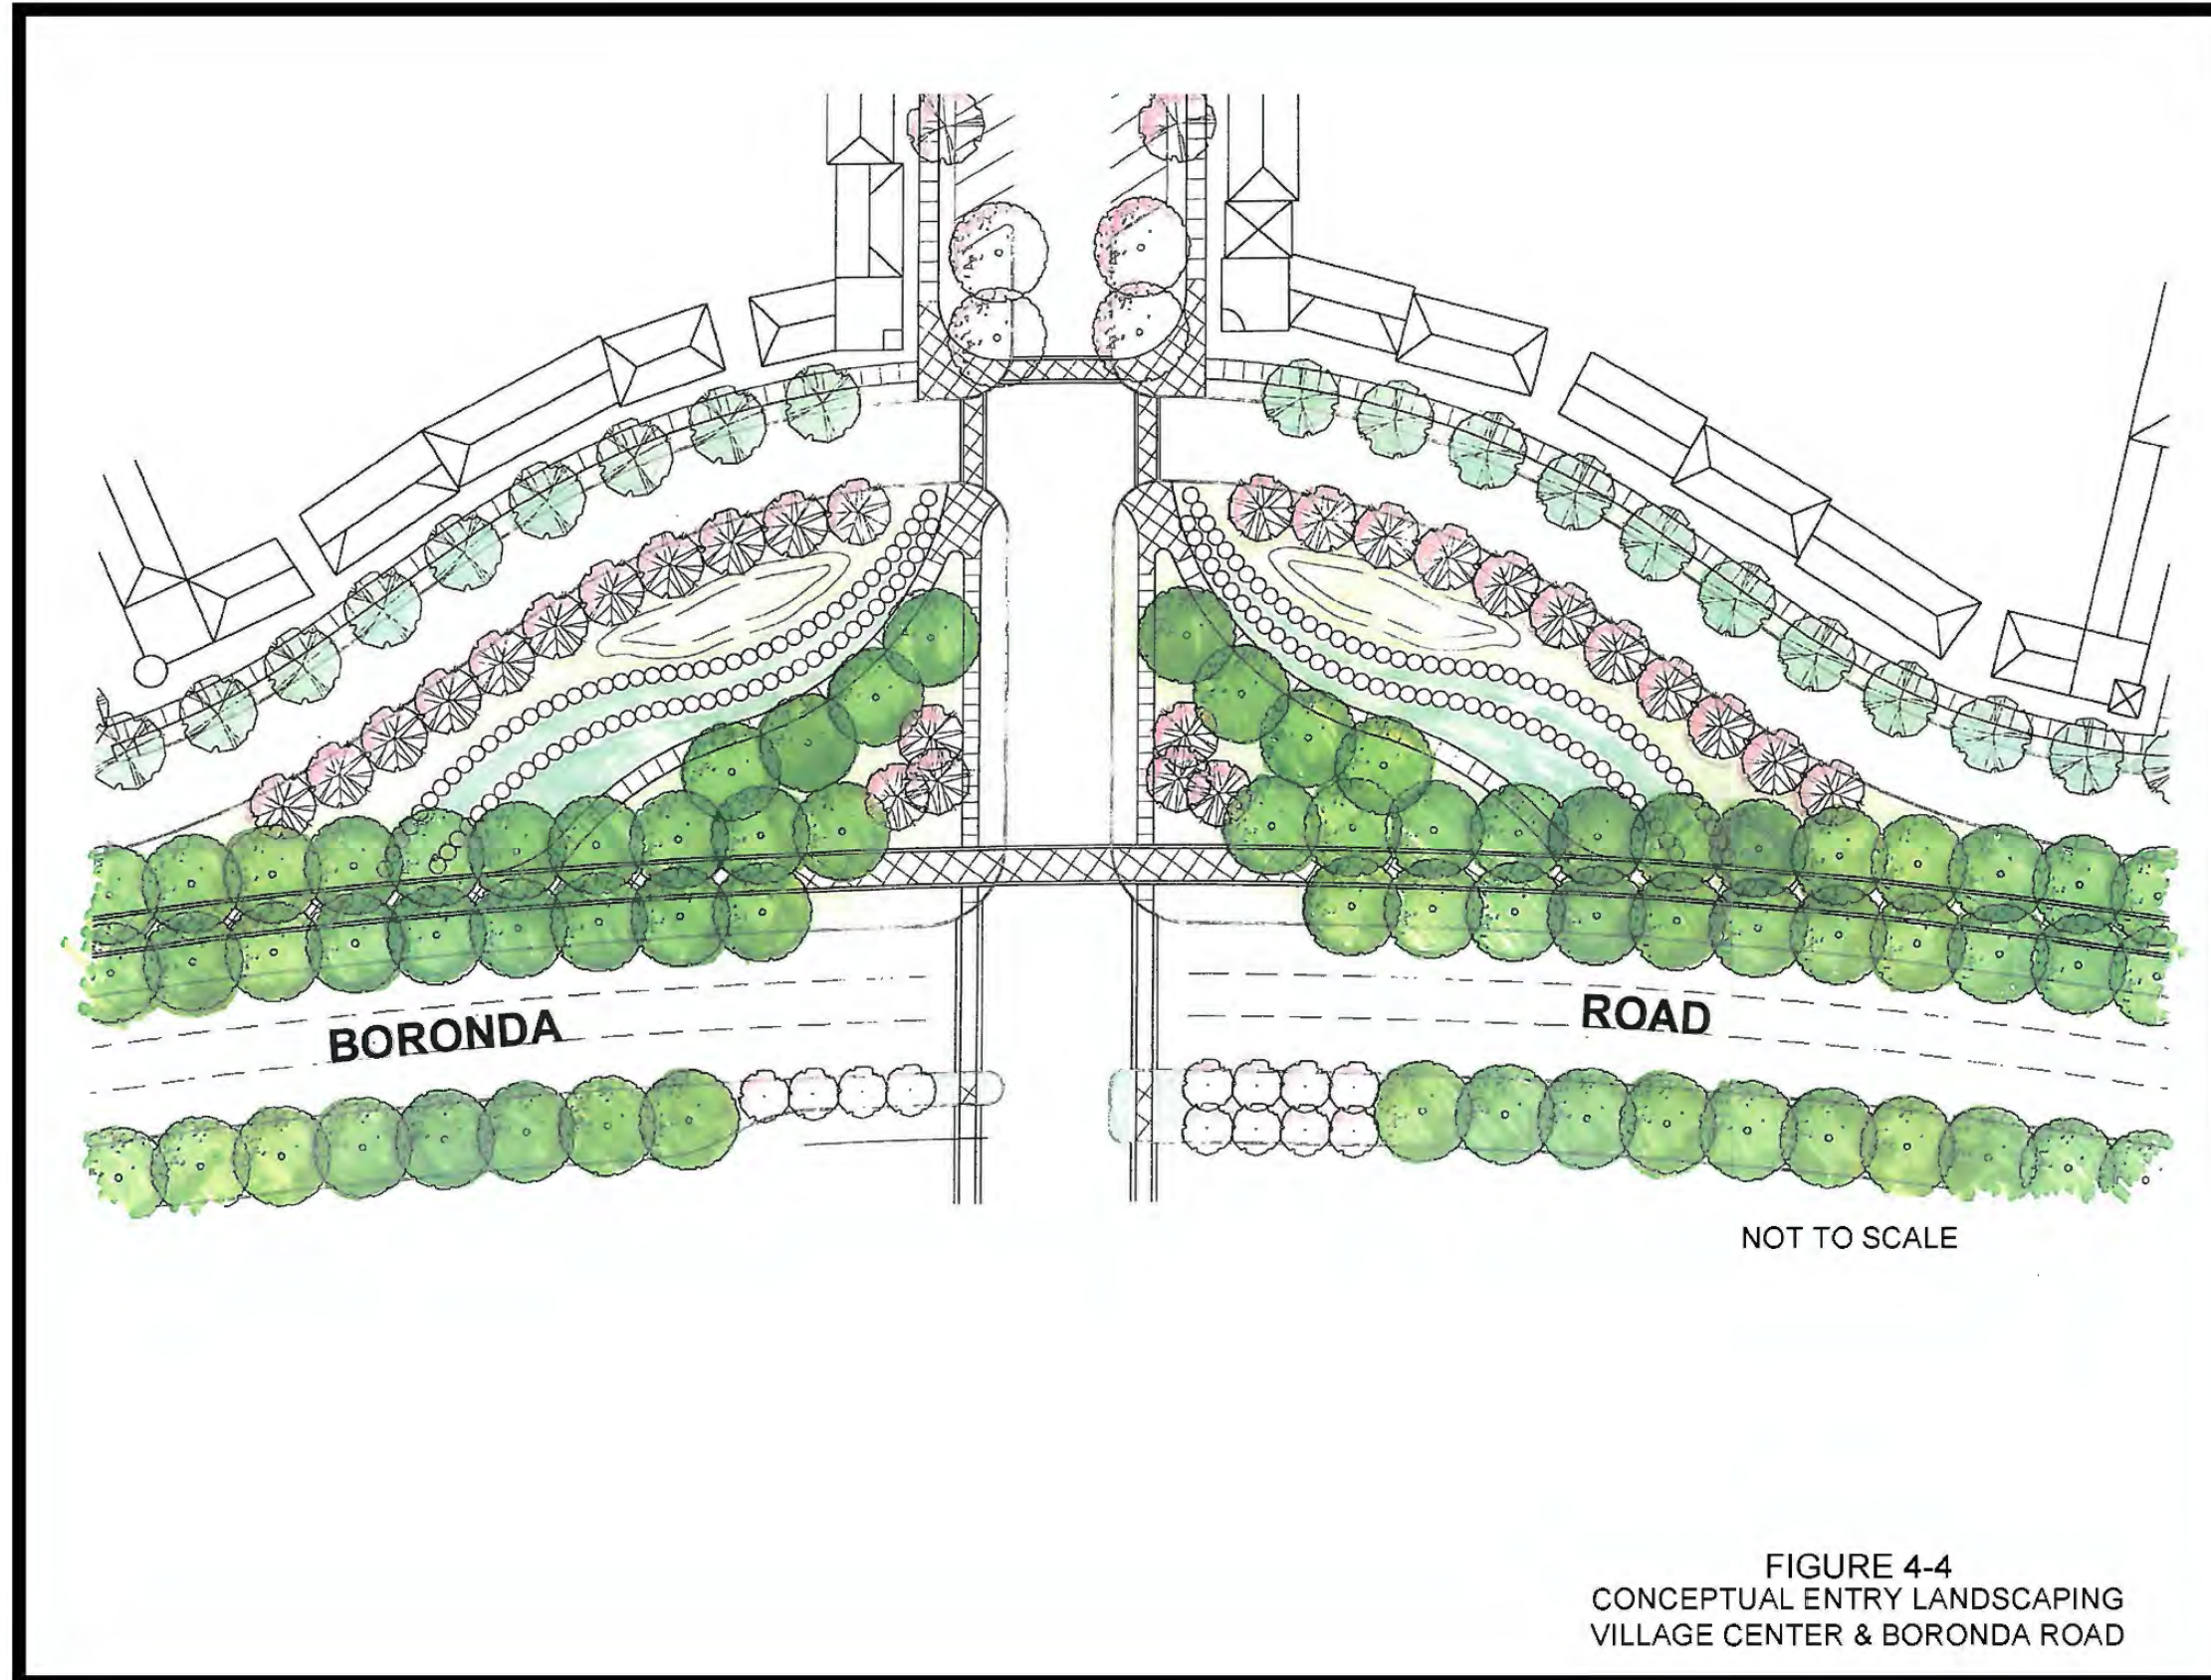 BORONDA
ROAD
NOT TO SCALE
FIGURE 4-4
CONCEPTUAL ENTRY LANDSCAPING
VILLAGE CENTER & BORONDA ROAD